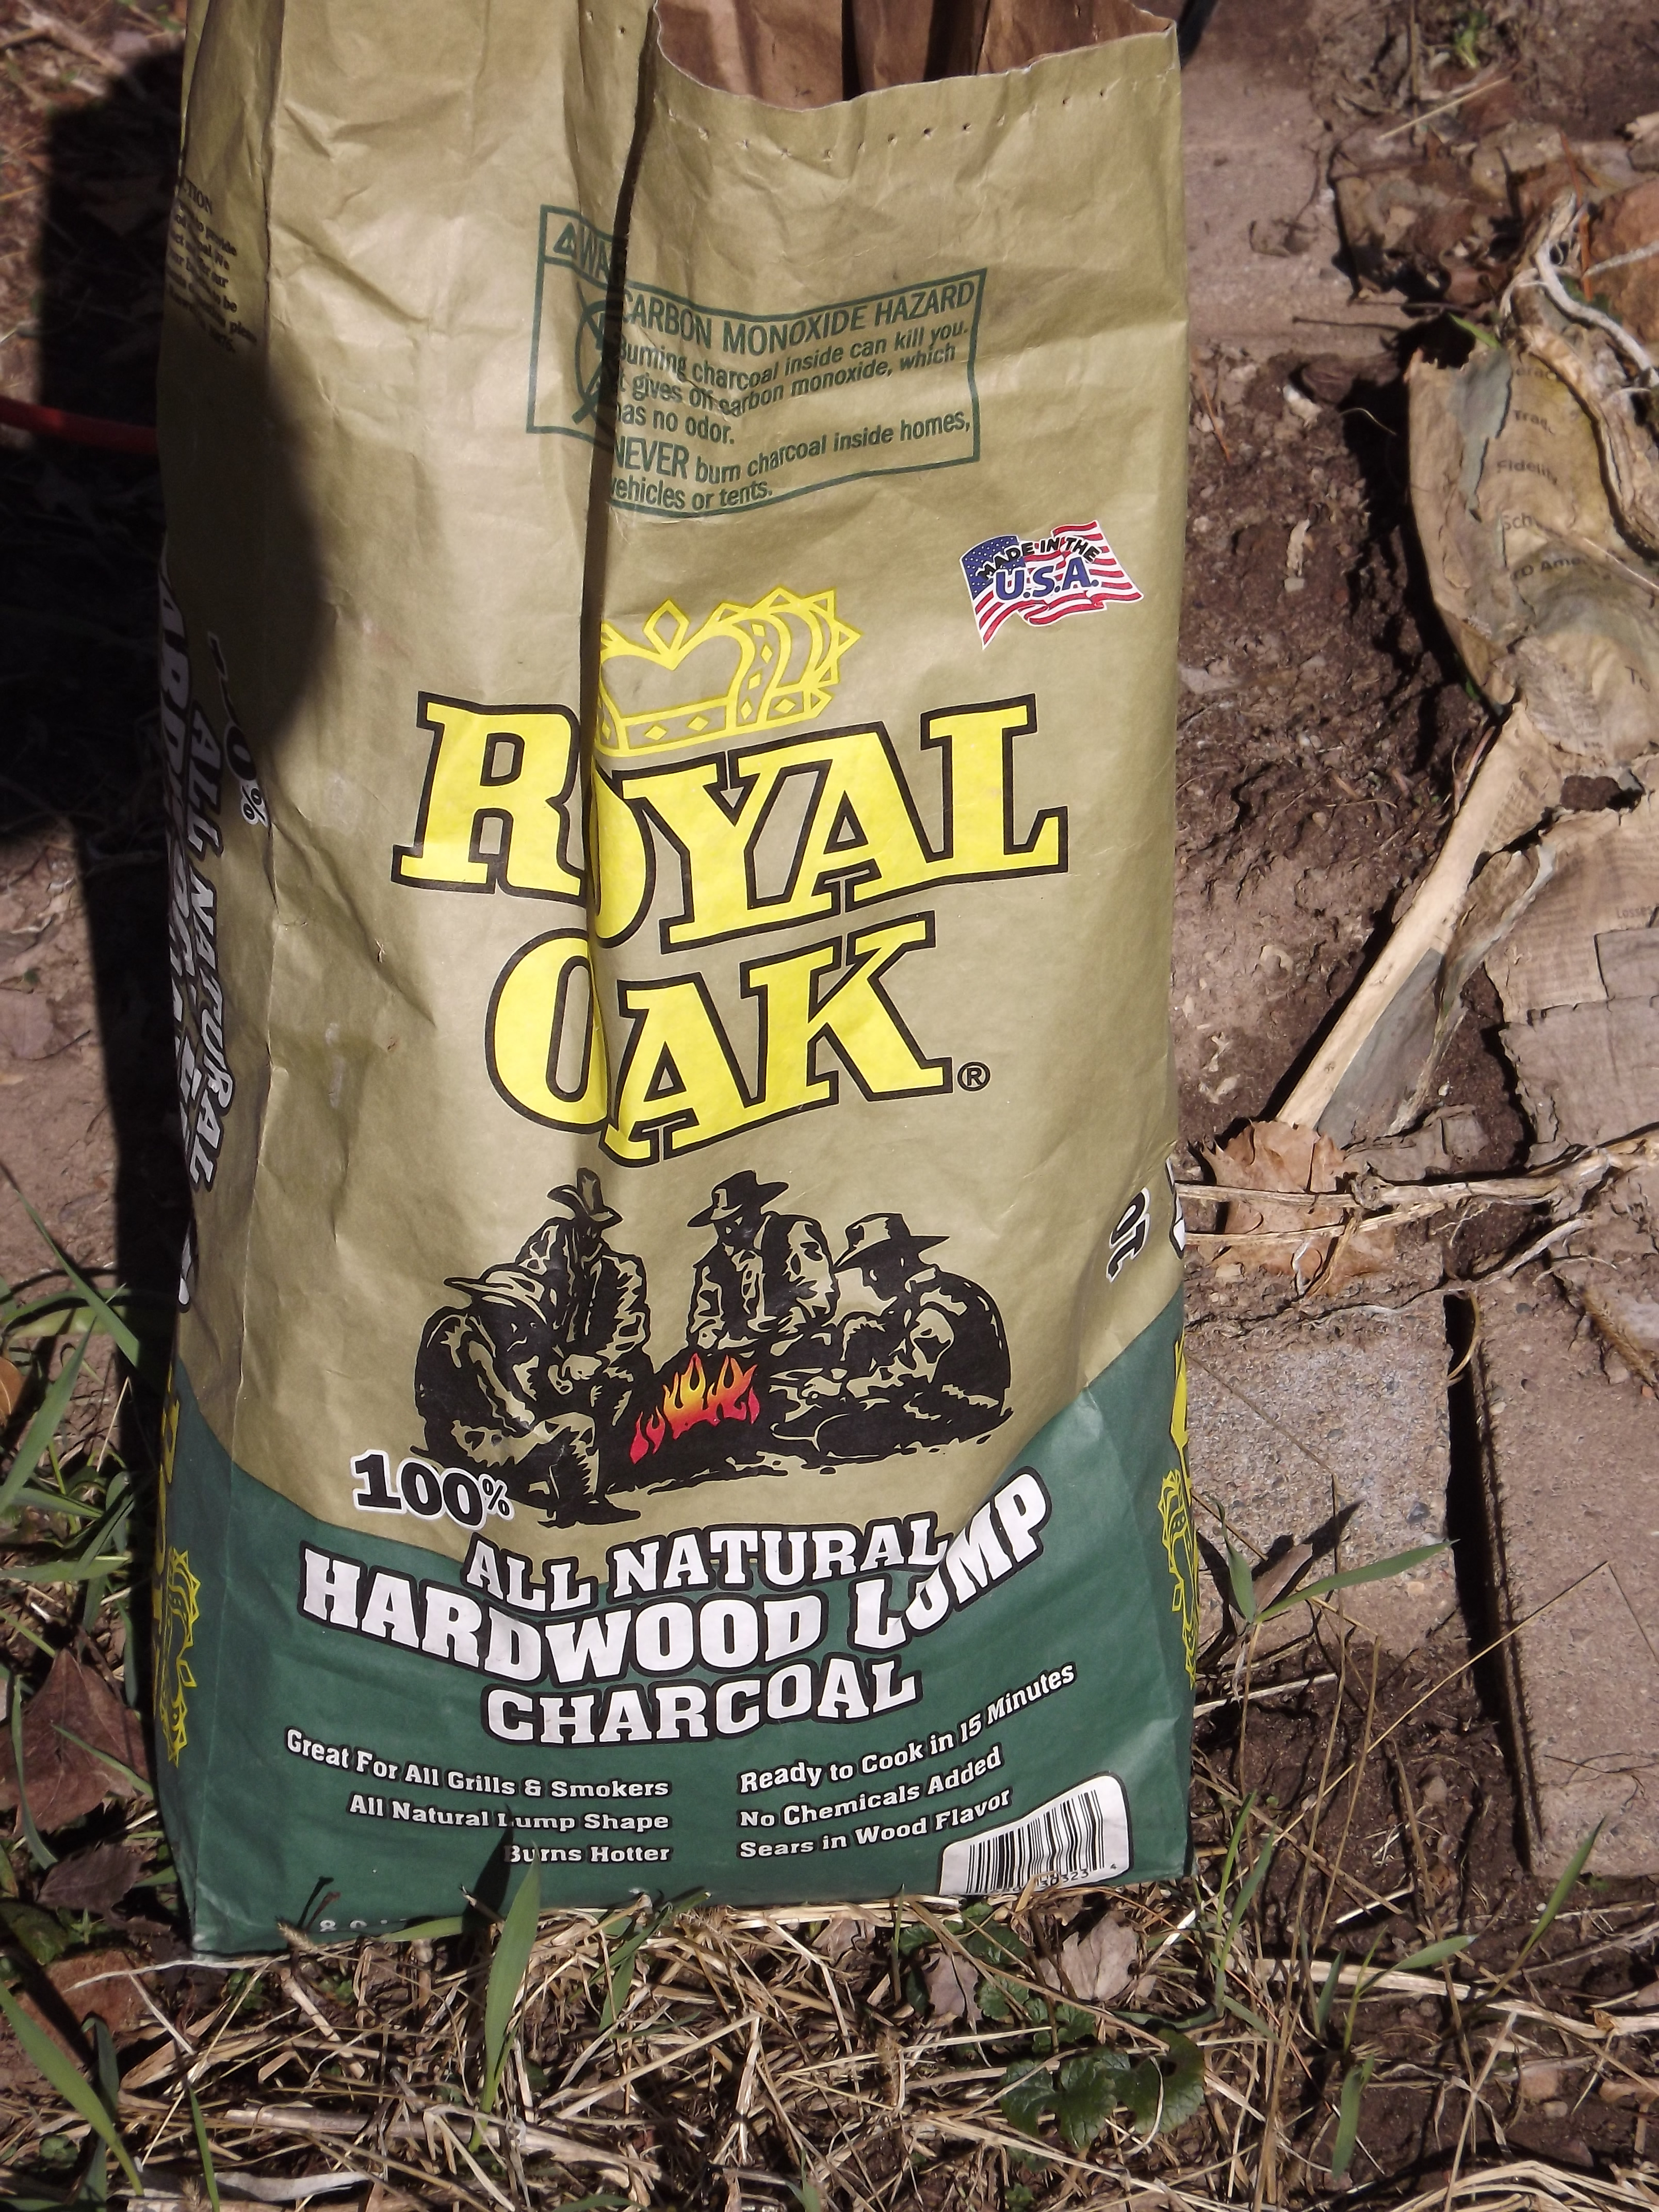 CARBON MONOXIDE HAZARD
Burning charcoal inside can kill you.
gives off carbon monoxide, which
has no odor.
NEVER burn charcoal inside homes,
vehicles or tents.
MADE IN THE
U.S.A.
ROYAL
OAK®
100%
ALL NATURAL
HARDWOOD LUMP
CHARCOAL
Great For All Grills & Smokers
All Natural Lump Shape
Burns Hotter
Ready to Cook in 15 Minutes
No Chemicals Added
Sears in Wood Flavor
ALL NATURAL
Trad.